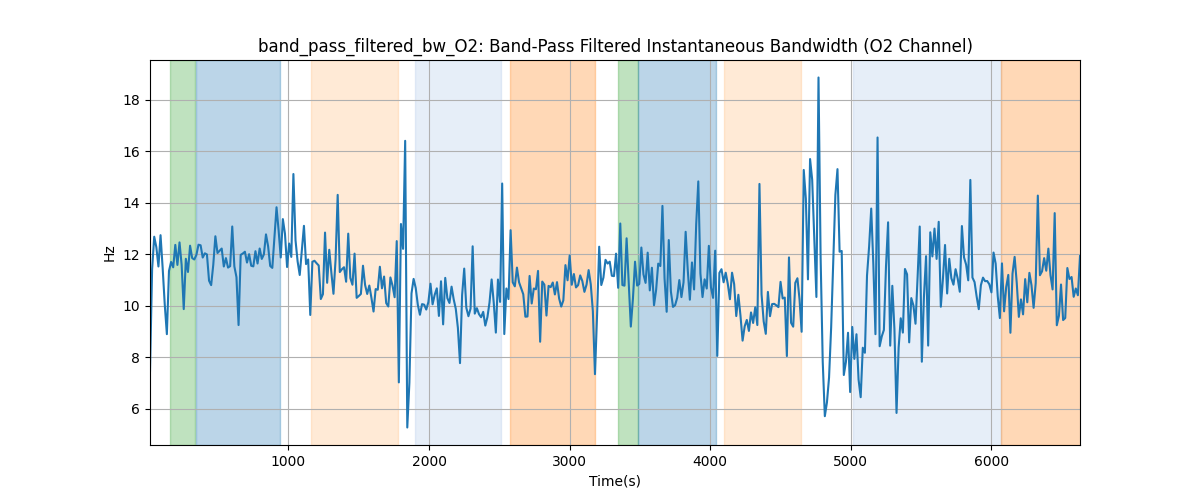 band_pass_filtered_bw_O2: Band-Pass Filtered Instantaneous Bandwidth (O2 Channel)
18
16
14
12
10
8
6
Hz
1000 2000 3000 4000 5000 6000
Time(s)